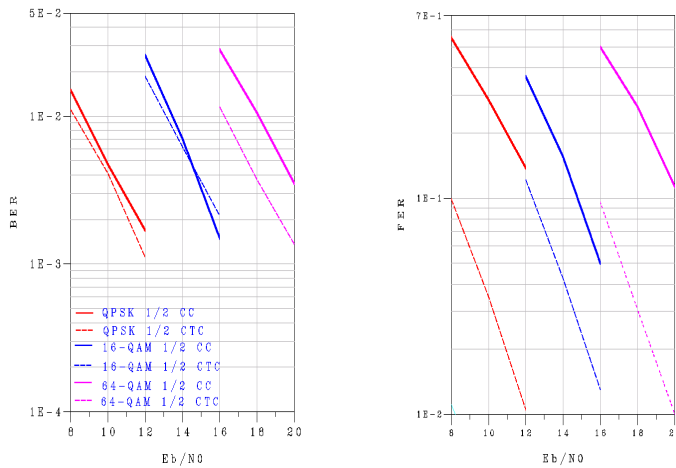 5E-2
1E-2
BER
1E-3
QPSK 1/2 CC
QPSK 1/2 CTC
16-QAM 1/2 CC
16-QAM 1/2 CTC
64-QAM 1/2 CC
64-QAM 1/2 CTC
1E-4
8 10 12 14 16 18 20
Eb/N0
7E-1
1E-1
FER
1E-2
8 10 12 14 16 18 2
Eb/N0